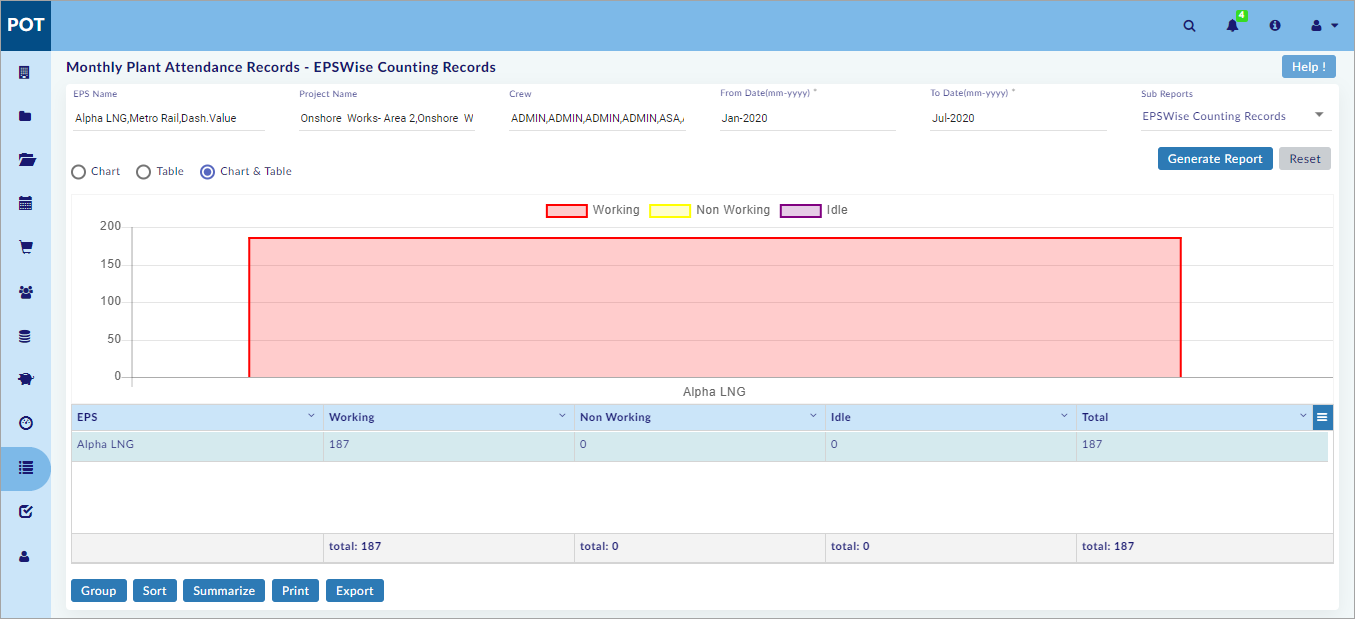 POT
4
Monthly Plant Attendance Records - EPSWise Counting Records
Help !
EPS Name
Project Name
Crew
From Date(mm-yyyy) *
To Date(mm-yyyy) *
Sub Reports
Alpha LNG,Metro Rail,Dash.Value
Onshore Works- Area 2,Onshore W
ADMIN,ADMIN,ADMIN,ADMIN,ASA,
Jan-2020
Jul-2020
EPSWise Counting Records
Generate Report
Reset
Chart
Table
Chart & Table
Working
Non Working
Idle
200
150
100
50
0
Alpha LNG
EPS
Working
Non Working
Idle
Total
Alpha LNG
187
0
0
187
total: 187
total: 0
total: 0
total: 187
Group
Sort
Summarize
Print
Export